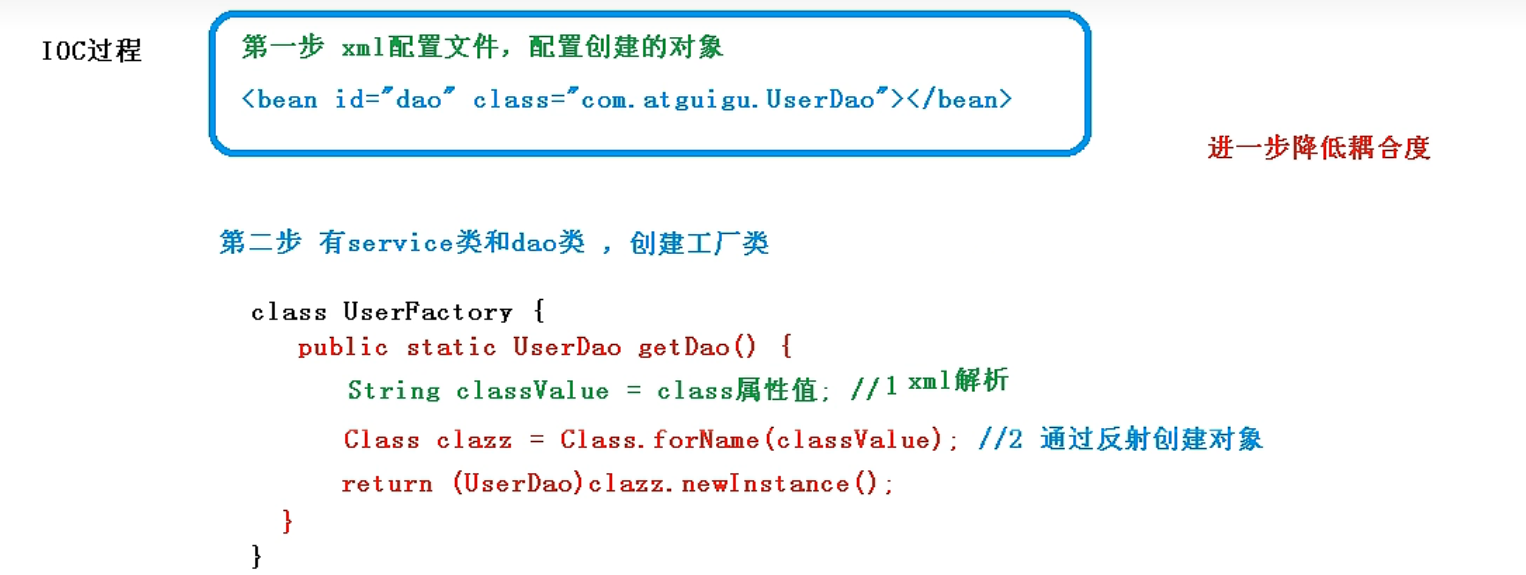 IOC过程
第一步 xml配置文件，配置创建的对象
<bean id="dao" class="com.atguigu.UserDao"></bean>
进一步降低耦合度
第二步 有service类和dao类 ，创建工厂类
class UserFactory {
public static UserDao getDao() {
String classValue = class属性值; //1 xml解析
Class clazz = Class.forName(classValue); //2 通过反射创建对象
return (UserDao)clazz.newInstance();
}
}